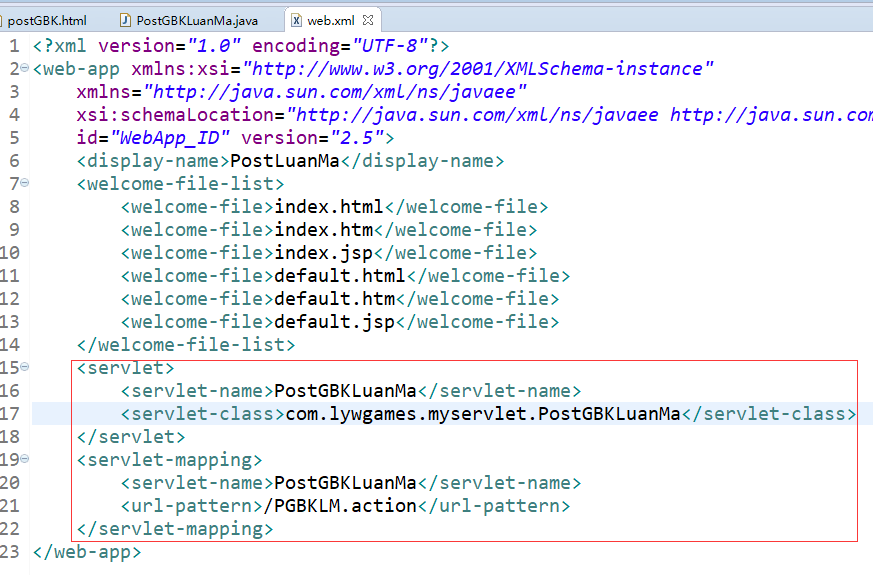 postGBK.html PostGBKLuanMa.java web.xml
1 <?xml version="1.0" encoding="UTF-8"?>
2 <web-app xmlns:xsi="http://www.w3.org/2001/XMLSchema-instance"
3 xmlns="http://java.sun.com/xml/ns/javaee"
4 xsi:schemaLocation="http://java.sun.com/xml/ns/javaee http://java.sun.co
5 id="WebApp_ID" version="2.5">
6 <display-name>PostLuanMa</display-name>
7 <welcome-file-list>
8 <welcome-file>index.html</welcome-file>
9 <welcome-file>index.htm</welcome-file>
10 <welcome-file>index.jsp</welcome-file>
11 <welcome-file>default.html</welcome-file>
12 <welcome-file>default.htm</welcome-file>
13 <welcome-file>default.jsp</welcome-file>
14 </welcome-file-list>
15 <servlet>
16 <servlet-name>PostGBKLuanMa</servlet-name>
17 <servlet-class>com.lywgames.myservlet.PostGBKLuanMa</servlet-class>
18 </servlet>
19 <servlet-mapping>
20 <servlet-name>PostGBKLuanMa</servlet-name>
21 <url-pattern>/PGBKLM.action</url-pattern>
22 </servlet-mapping>
23 </web-app>